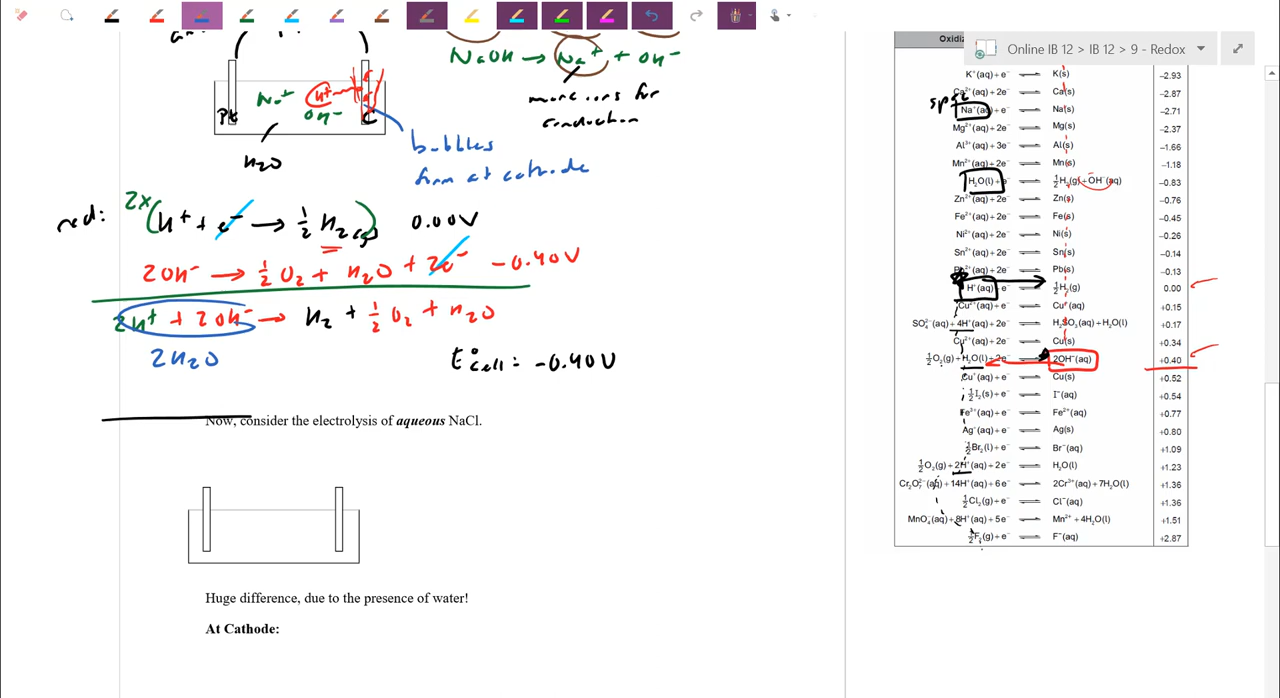 NaOH → Na⁺ + OH⁻
more ions for
conduction
Na⁺
H⁺
OH⁻
Pt
C
H₂O
bubbles
form at cathode
red: 2x(H⁺ + e⁻ → ½ H₂(g)) 0.00V
2OH⁻ → ½ O₂ + H₂O + 2e⁻ -0.40V
2H⁺ + 2OH⁻ → H₂ + ½ O₂ + H₂O
2H₂O
E°cell = -0.40V
Now, consider the electrolysis of aqueous NaCl.
Huge difference, due to the presence of water!
At Cathode:
Online IB 12 > IB 12 > 9 - Redox
Oxidiz
K⁺(aq) + e⁻ ⇌ K(s) −2.93
Ca²⁺(aq) + 2e⁻ ⇌ Ca(s) −2.87
Na⁺(aq) + e⁻ ⇌ Na(s) −2.71
Mg²⁺(aq) + 2e⁻ ⇌ Mg(s) −2.37
Al³⁺(aq) + 3e⁻ ⇌ Al(s) −1.66
Mn²⁺(aq) + 2e⁻ ⇌ Mn(s) −1.18
H₂O(l) + e⁻ ⇌ ½H₂(g) + OH⁻(aq) −0.83
Zn²⁺(aq) + 2e⁻ ⇌ Zn(s) −0.76
Fe²⁺(aq) + 2e⁻ ⇌ Fe(s) −0.45
Ni²⁺(aq) + 2e⁻ ⇌ Ni(s) −0.26
Sn²⁺(aq) + 2e⁻ ⇌ Sn(s) −0.14
Pb²⁺(aq) + 2e⁻ ⇌ Pb(s) −0.13
H⁺(aq) + e⁻ ⇌ ½H₂(g) 0.00
Cu²⁺(aq) + e⁻ ⇌ Cu⁺(aq) +0.15
SO₄²⁻(aq) + 4H⁺(aq) + 2e⁻ ⇌ H₂SO₃(aq) + H₂O(l) +0.17
Cu²⁺(aq) + 2e⁻ ⇌ Cu(s) +0.34
½O₂(g) + H₂O(l) + 2e⁻ ⇌ 2OH⁻(aq) +0.40
Cu⁺(aq) + e⁻ ⇌ Cu(s) +0.52
½I₂(s) + e⁻ ⇌ I⁻(aq) +0.54
Fe³⁺(aq) + e⁻ ⇌ Fe²⁺(aq) +0.77
Ag⁺(aq) + e⁻ ⇌ Ag(s) +0.80
½Br₂(l) + e⁻ ⇌ Br⁻(aq) +1.09
½O₂(g) + 2H⁺(aq) + 2e⁻ ⇌ H₂O(l) +1.23
Cr₂O₇²⁻(aq) + 14H⁺(aq) + 6e⁻ ⇌ 2Cr³⁺(aq) + 7H₂O(l) +1.36
½Cl₂(g) + e⁻ ⇌ Cl⁻(aq) +1.36
MnO₄⁻(aq) + 8H⁺(aq) + 5e⁻ ⇌ Mn²⁺ + 4H₂O(l) +1.51
½F₂(g) + e⁻ ⇌ F⁻(aq) +2.87